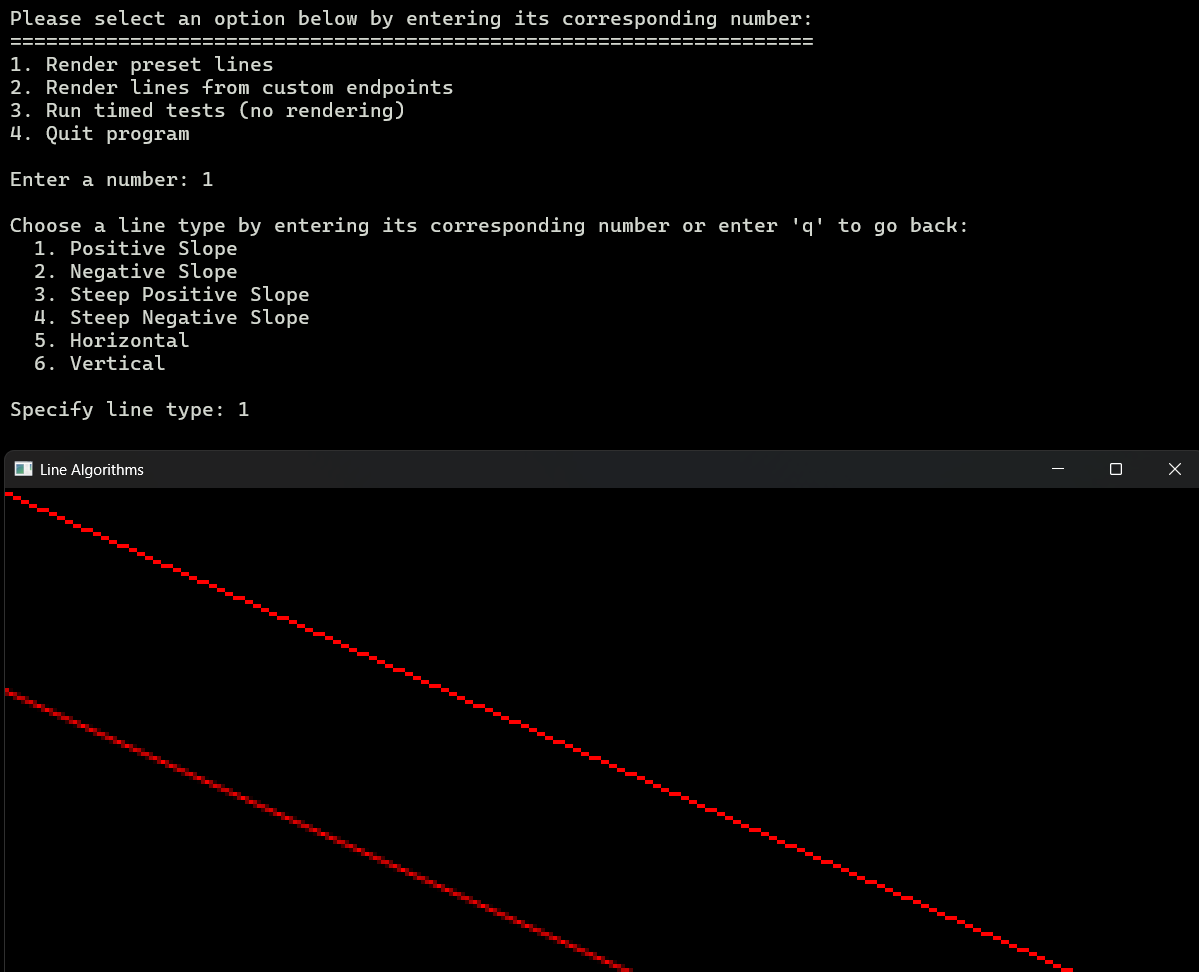 Please select an option below by entering its corresponding number:
===================================================================
1. Render preset lines
2. Render lines from custom endpoints
3. Run timed tests (no rendering)
4. Quit program
Enter a number: 1
Choose a line type by entering its corresponding number or enter 'q' to go back:
1. Positive Slope
2. Negative Slope
3. Steep Positive Slope
4. Steep Negative Slope
5. Horizontal
6. Vertical
Specify line type: 1
Line Algorithms